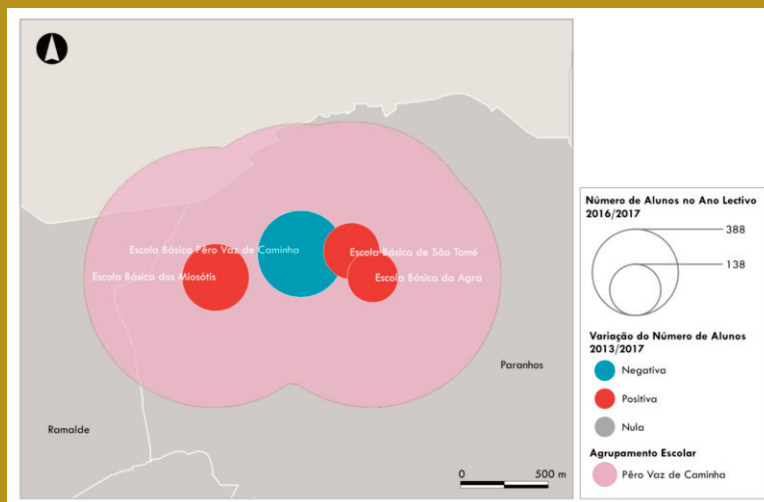 Escola Básica Pêro Vaz de Caminha
Escola Básica de São Tomé
Escola Básica dos Miosótis
Escola Básica da Agra
Paranhos
Ramalde
0 500 m
Número de Alunos no Ano Lectivo
2016/2017
388
138
Variação do Número de Alunos
2013/2017
Negativa
Positiva
Nula
Agrupamento Escolar
Pêro Vaz de Caminha